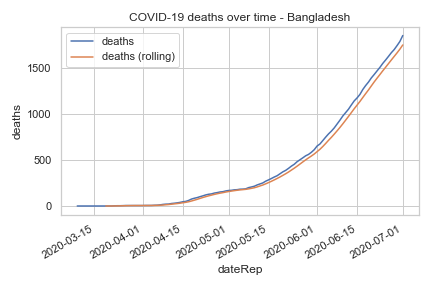 COVID-19 deaths over time - Bangladesh
deaths
deaths (rolling)
deaths
1500
1000
500
0
2020-03-15
2020-04-01
2020-04-15
2020-05-01
2020-05-15
2020-06-01
2020-06-15
2020-07-01
dateRep